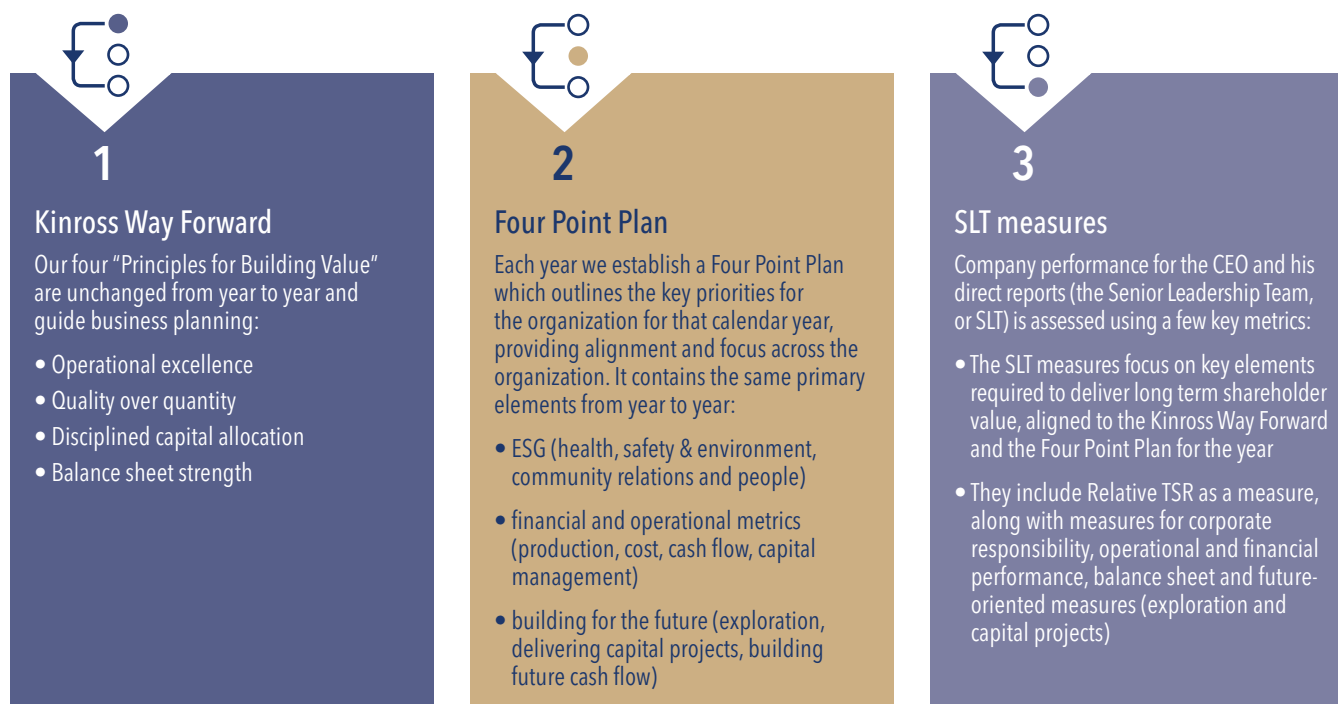 1
Kinross Way Forward
Our four “Principles for Building Value”
are unchanged from year to year and
guide business planning:
• Operational excellence
• Quality over quantity
• Disciplined capital allocation
• Balance sheet strength
2
Four Point Plan
Each year we establish a Four Point Plan
which outlines the key priorities for
the organization for that calendar year,
providing alignment and focus across the
organization. It contains the same primary
elements from year to year:
• ESG (health, safety & environment,
community relations and people)
• financial and operational metrics
(production, cost, cash flow, capital
management)
• building for the future (exploration,
delivering capital projects, building
future cash flow)
3
SLT measures
Company performance for the CEO and his
direct reports (the Senior Leadership Team,
or SLT) is assessed using a few key metrics:
• The SLT measures focus on key elements
required to deliver long term shareholder
value, aligned to the Kinross Way Forward
and the Four Point Plan for the year
• They include Relative TSR as a measure,
along with measures for corporate
responsibility, operational and financial
performance, balance sheet and future-
oriented measures (exploration and
capital projects)